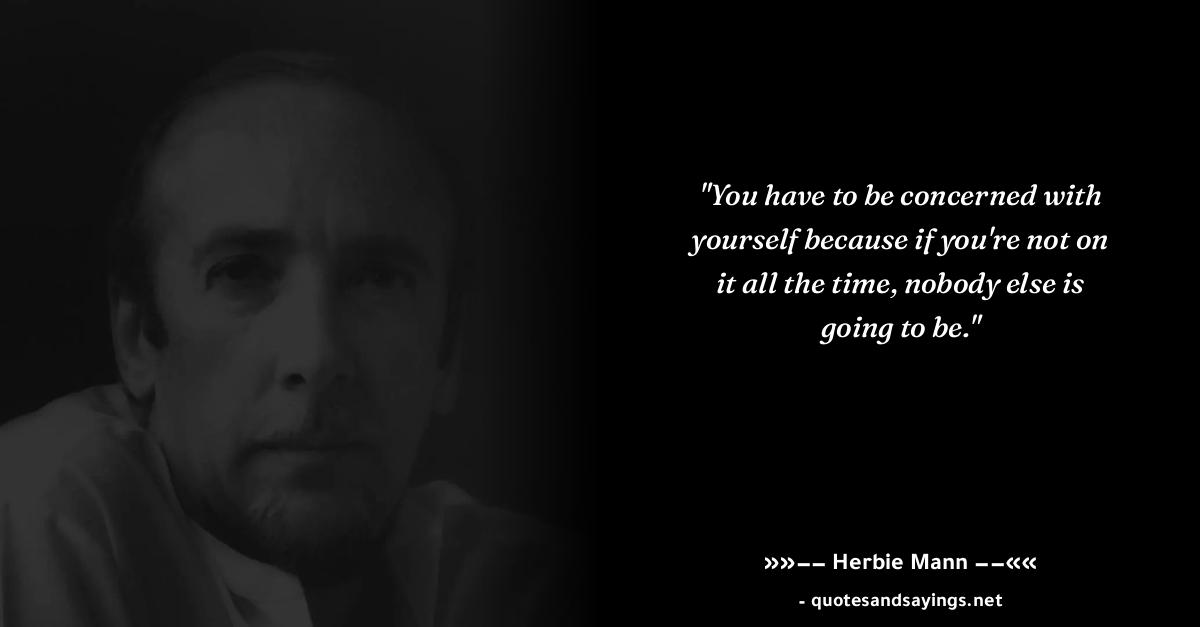 "You have to be concerned with
yourself because if you're not on
it all the time, nobody else is
going to be."
»»–– Herbie Mann ––««
- quotesandsayings.net